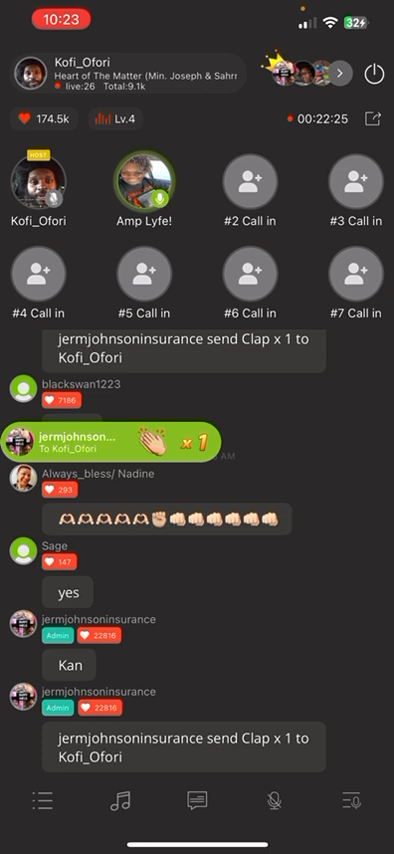 10:23
32
Kofi_Ofori
Heart of The Matter (Min. Joseph & Sahrr
live:26 Total:9.1k
174.5k
Lv.4
00:22:25
HOST
Kofi_Ofori
Amp Lyfe!
#2 Call in
#3 Call in
#4 Call in
#5 Call in
#6 Call in
#7 Call in
jermjohnsoninsurance send Clap x 1 to
Kofi_Ofori
blackswan1223
7186
jermjohnson...
To Kofi_Ofori
x 1
AM
Always_bless/ Nadine
293
🫶🏼🫶🏼🫶🏼🫶🏼🫶🏼✊🏼👊🏼👊🏼👊🏼👊🏼👊🏼👊🏼
Sage
147
yes
jermjohnsoninsurance
Admin 22816
Kan
jermjohnsoninsurance
Admin 22816
jermjohnsoninsurance send Clap x 1 to
Kofi_Ofori